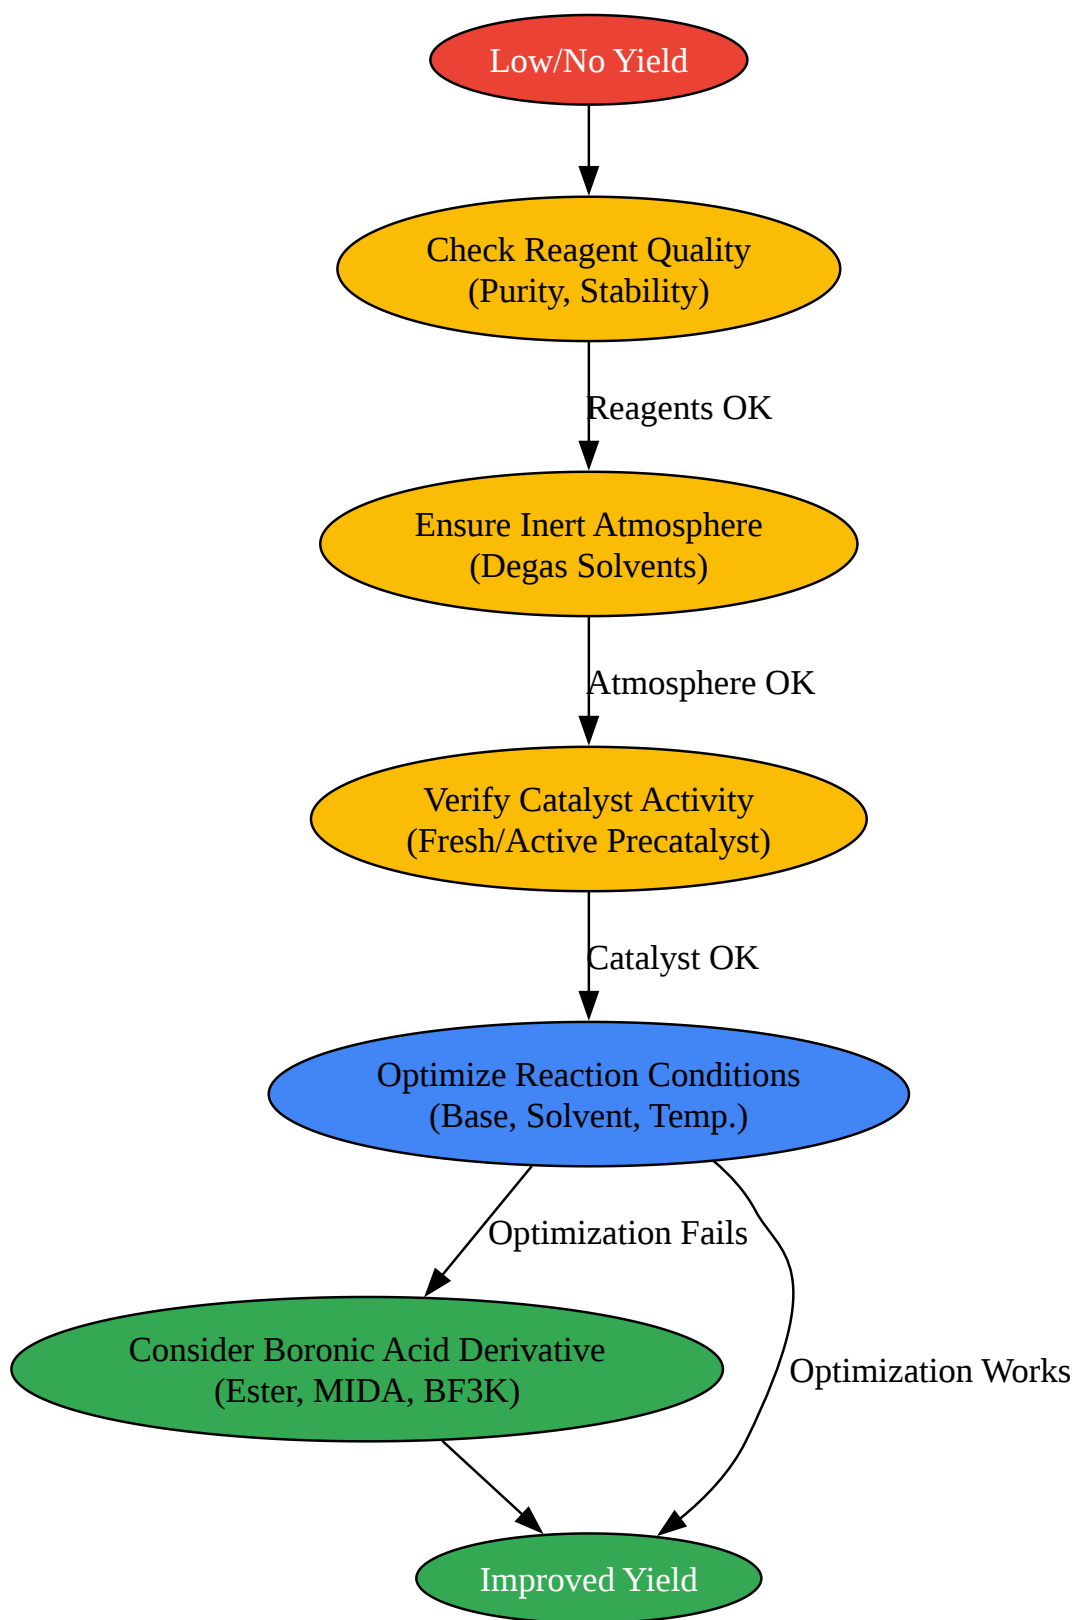 Low/No Yield
Check Reagent Quality
(Purity, Stability)
Reagents OK
Ensure Inert Atmosphere
(Degas Solvents)
Atmosphere OK
Verify Catalyst Activity
(Fresh/Active Precatalyst)
Catalyst OK
Optimize Reaction Conditions
(Base, Solvent, Temp.)
Optimization Fails
Consider Boronic Acid Derivative
(Ester, MIDA, BF3K)
Optimization Works
Improved Yield